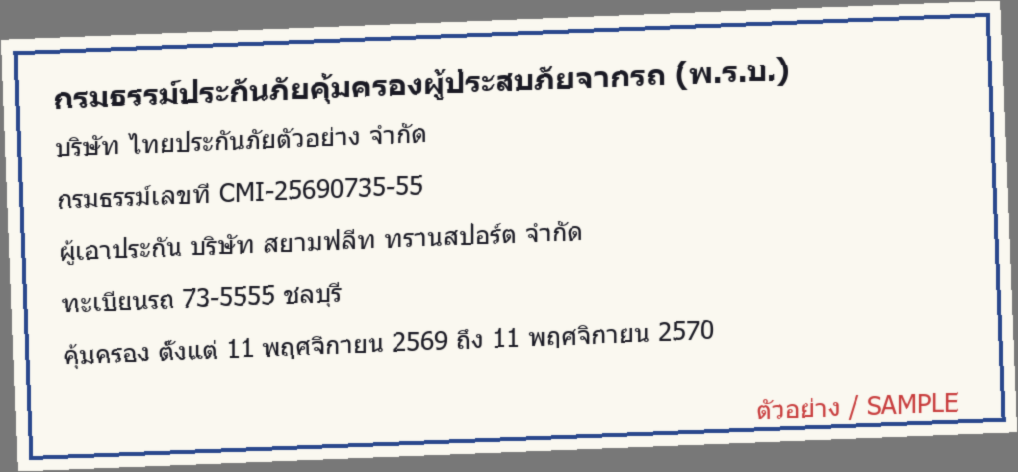 กรมธรรม์ประกันภัยคุ้มครองผู้ประสบภัยจากรถ (พ.ร.บ.)
บริษัท ไทยประกันภัยตัวอย่าง จำกัด
กรมธรรม์เลขที่ CMI-25690735-55
ผู้เอาประกัน บริษัท สยามฟลีท ทรานสปอร์ต จำกัด
ทะเบียนรถ 73-5555 ชลบุรี
คุ้มครอง ตั้งแต่ 11 พฤศจิกายน 2569 ถึง 11 พฤศจิกายน 2570
ตัวอย่าง / SAMPLE